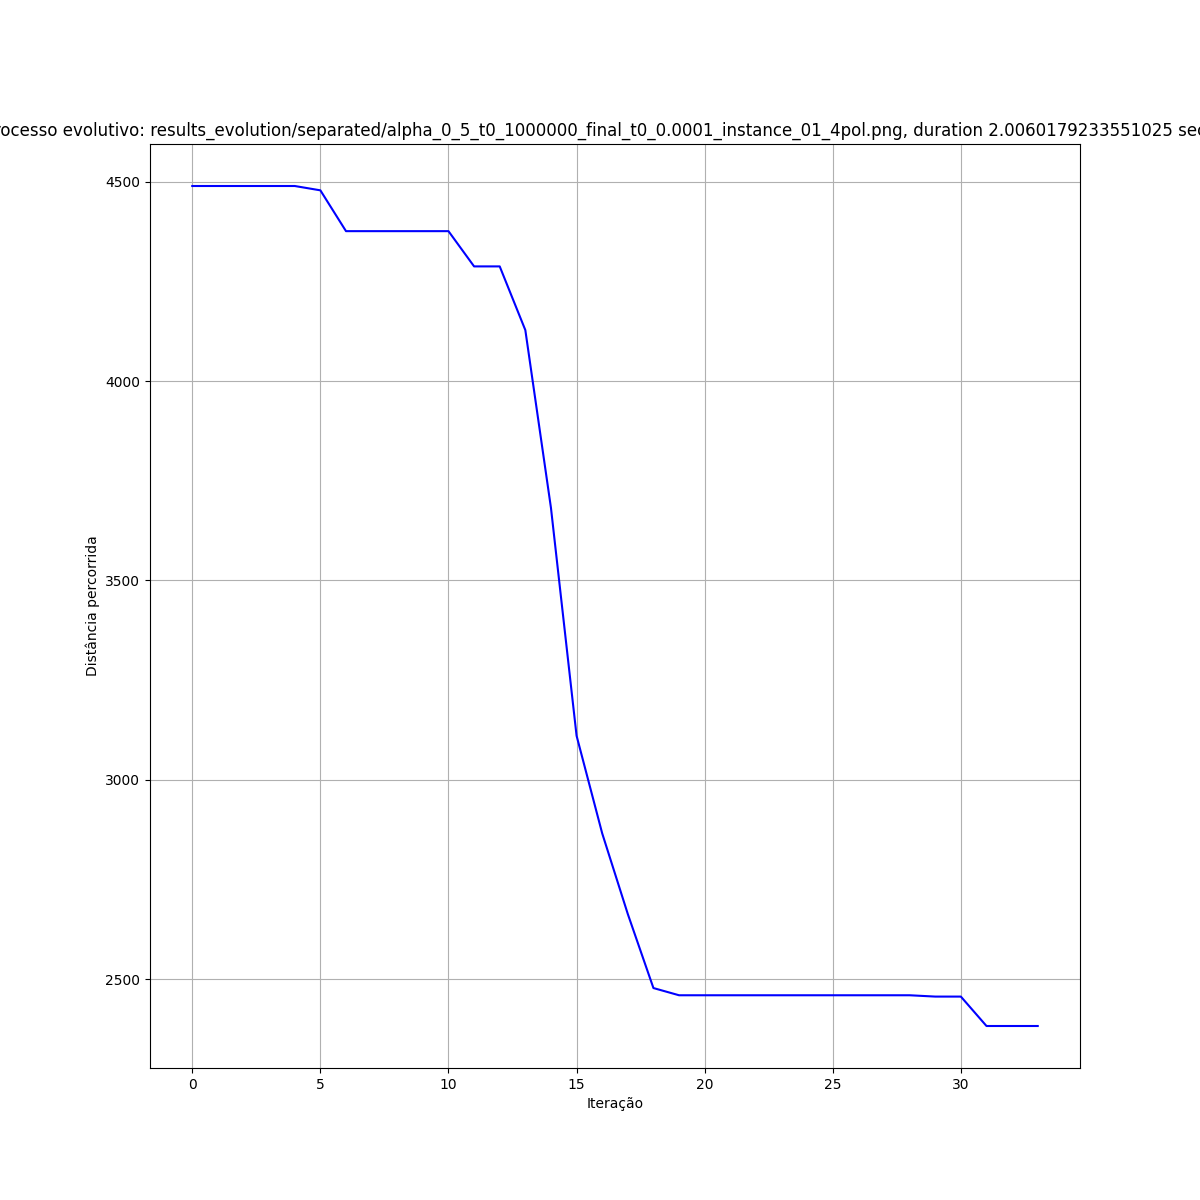 ocesso evolutivo: results_evolution/separated/alpha_0_5_t0_1000000_final_t0_0.0001_instance_01_4pol.png, duration 2.0060179233551025 sec
4500
4000
3500
3000
2500
Distância percorrida
0 5 10 15 20 25 30
Iteração